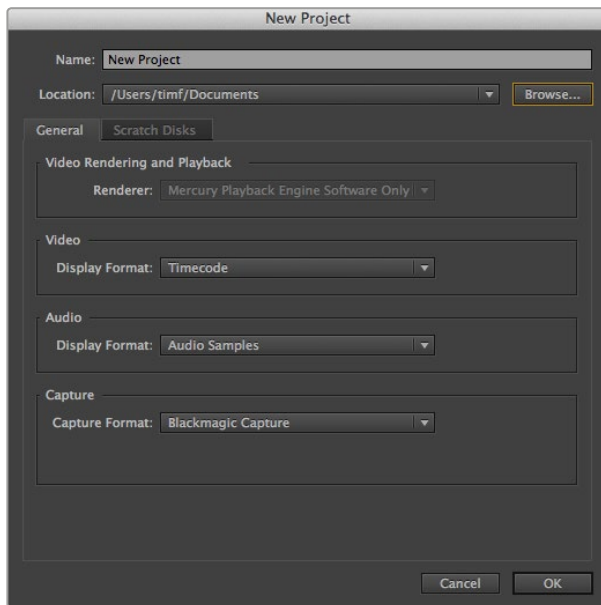 New Project
Name: New Project
Location: /Users/timf/Documents Browse...
General Scratch Disks
Video Rendering and Playback
Renderer: Mercury Playback Engine Software Only
Video
Display Format: Timecode
Audio
Display Format: Audio Samples
Capture
Capture Format: Blackmagic Capture
Cancel OK